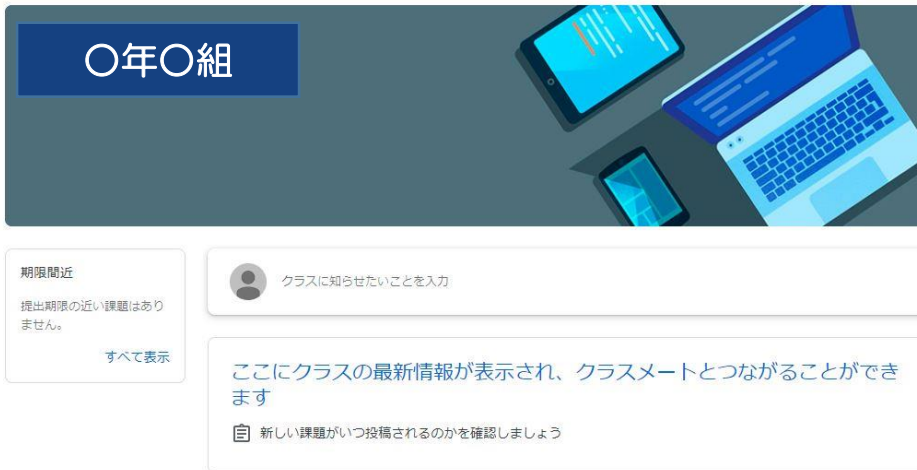 〇年〇組
期限間近
提出期限の近い課題はあり
ません。
すべて表示
クラスに知らせたいことを入力
ここにクラスの最新情報が表示され、クラスメートとつながることができ
ます
新しい課題がいつ投稿されるのかを確認しましょう